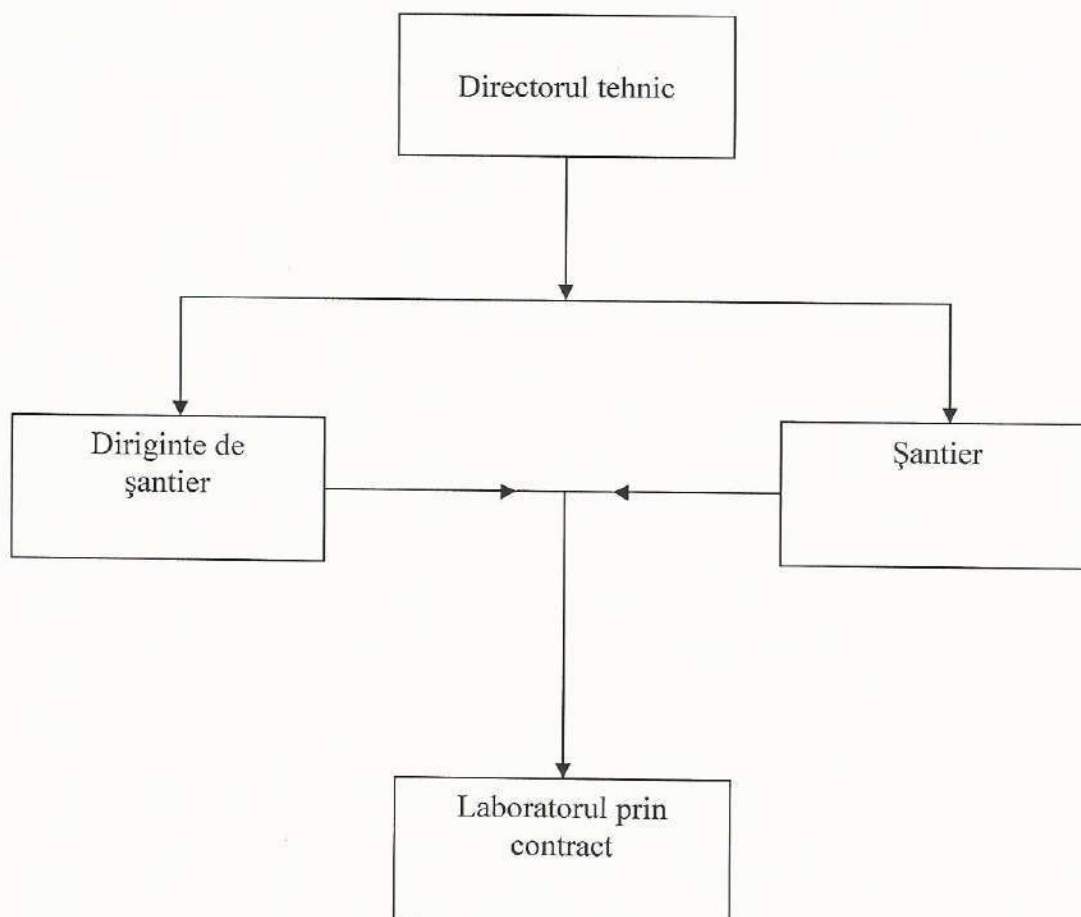 Directorul tehnic
Diriginte de
şantier
Şantier
Laboratorul prin
contract